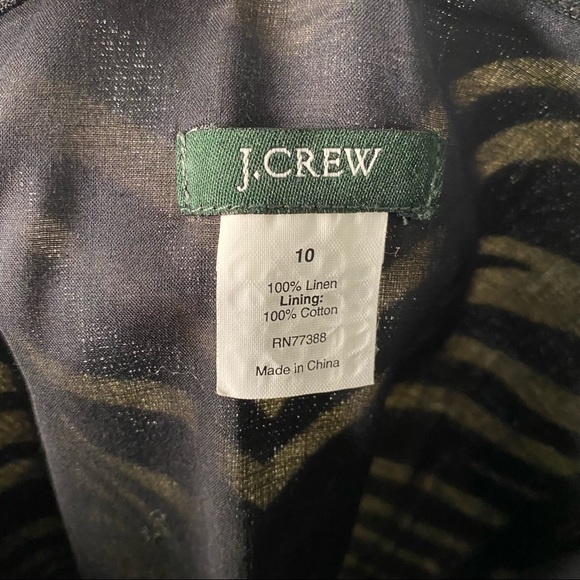 J.CREW
10
100% Linen
Lining:
100% Cotton
RN77388
Made in China